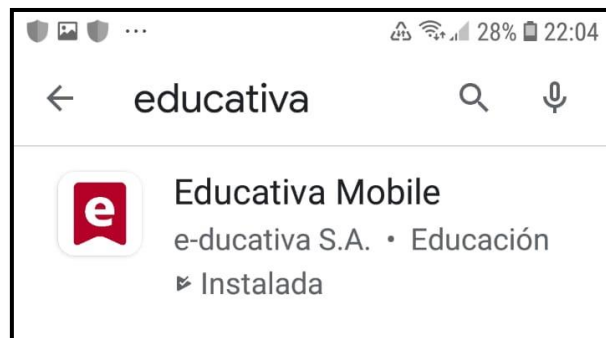 ... 28% 22:04
educativa
e
Educativa Mobile
e-ducativa S.A. • Educación
Instalada